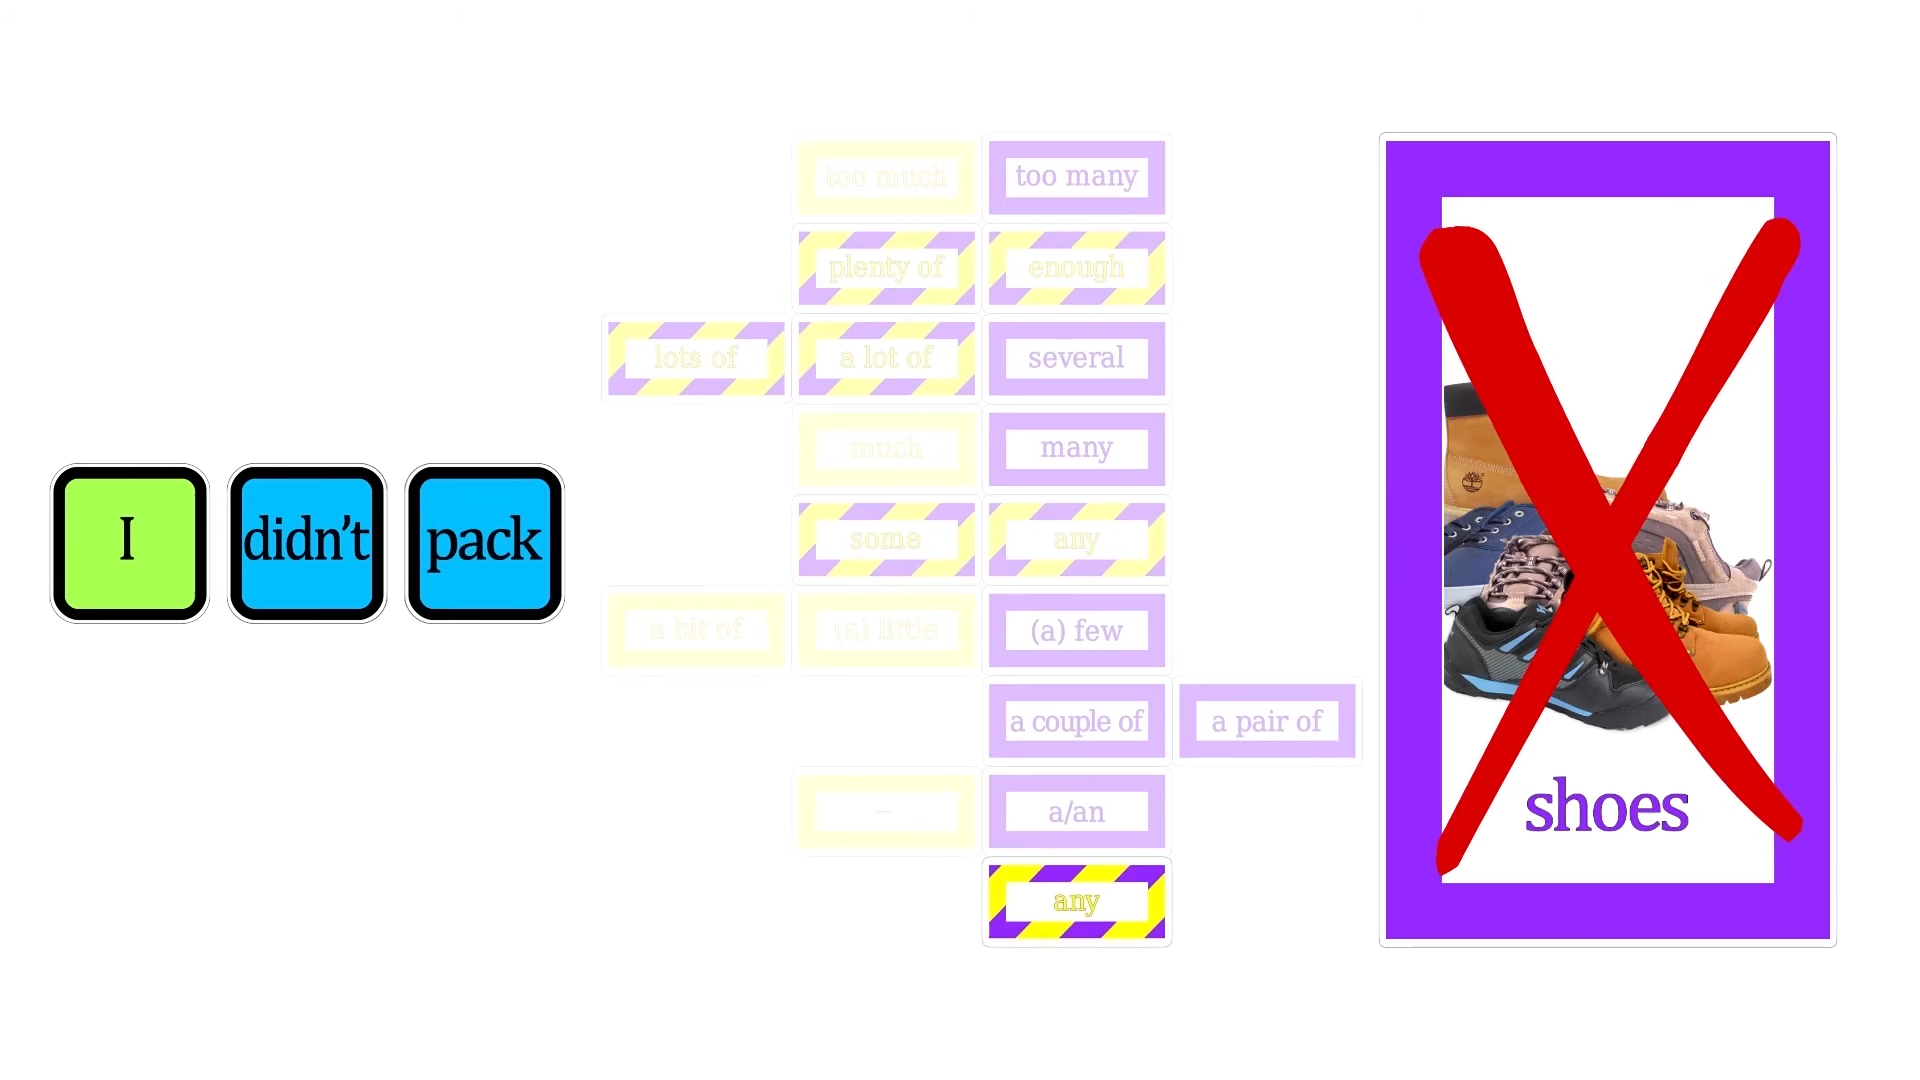 I didn't pack
too much too many
plenty of enough
lots of a lot of several
much many
some any
a bit of (a) little (a) few
a couple of a pair of
— a/an
any
shoes